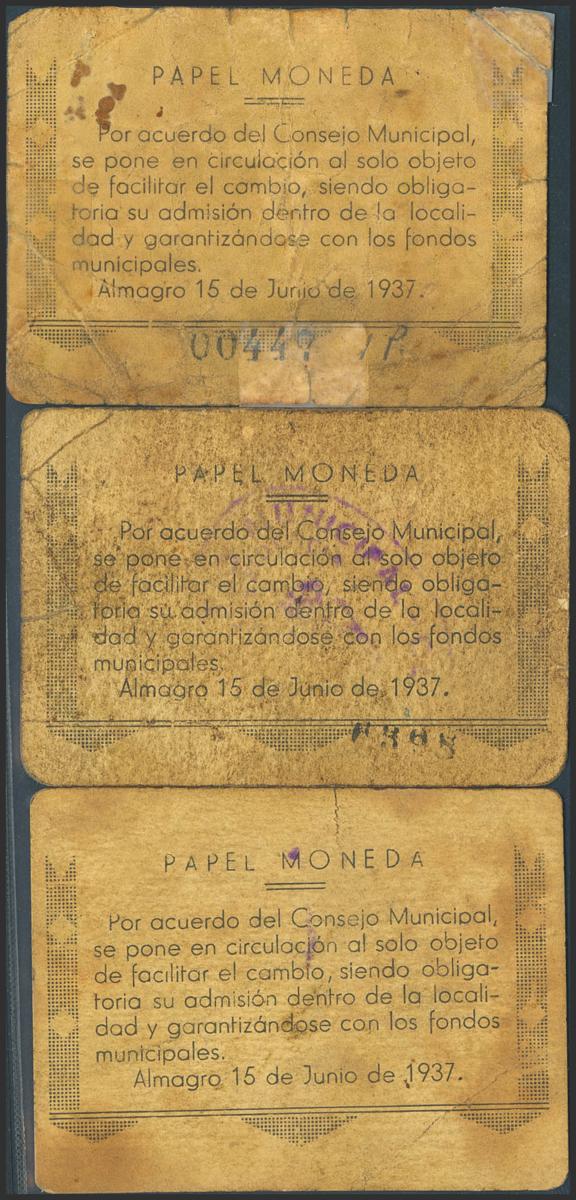 PAPEL MONEDA
Por acuerdo del Consejo Municipal,
se pone en circulación al solo objeto
de facilitar el cambio, siendo obliga-
toria su admisión dentro de la locali-
dad y garantizándose con los fondos
municipales.
Almagro 15 de Junio de 1937.
00447
PAPEL MONEDA
Por acuerdo del Consejo Municipal,
se pone en circulación al solo objeto
de facilitar el cambio, siendo obliga-
toria su admisión dentro de la locali-
dad y garantizándose con los fondos
municipales.
Almagro 15 de Junio de 1937.
PAPEL MONEDA
Por acuerdo del Consejo Municipal,
se pone en circulación al solo objeto
de facilitar el cambio, siendo obliga-
toria su admisión dentro de la locali-
dad y garantizándose con los fondos
municipales.
Almagro 15 de Junio de 1937.